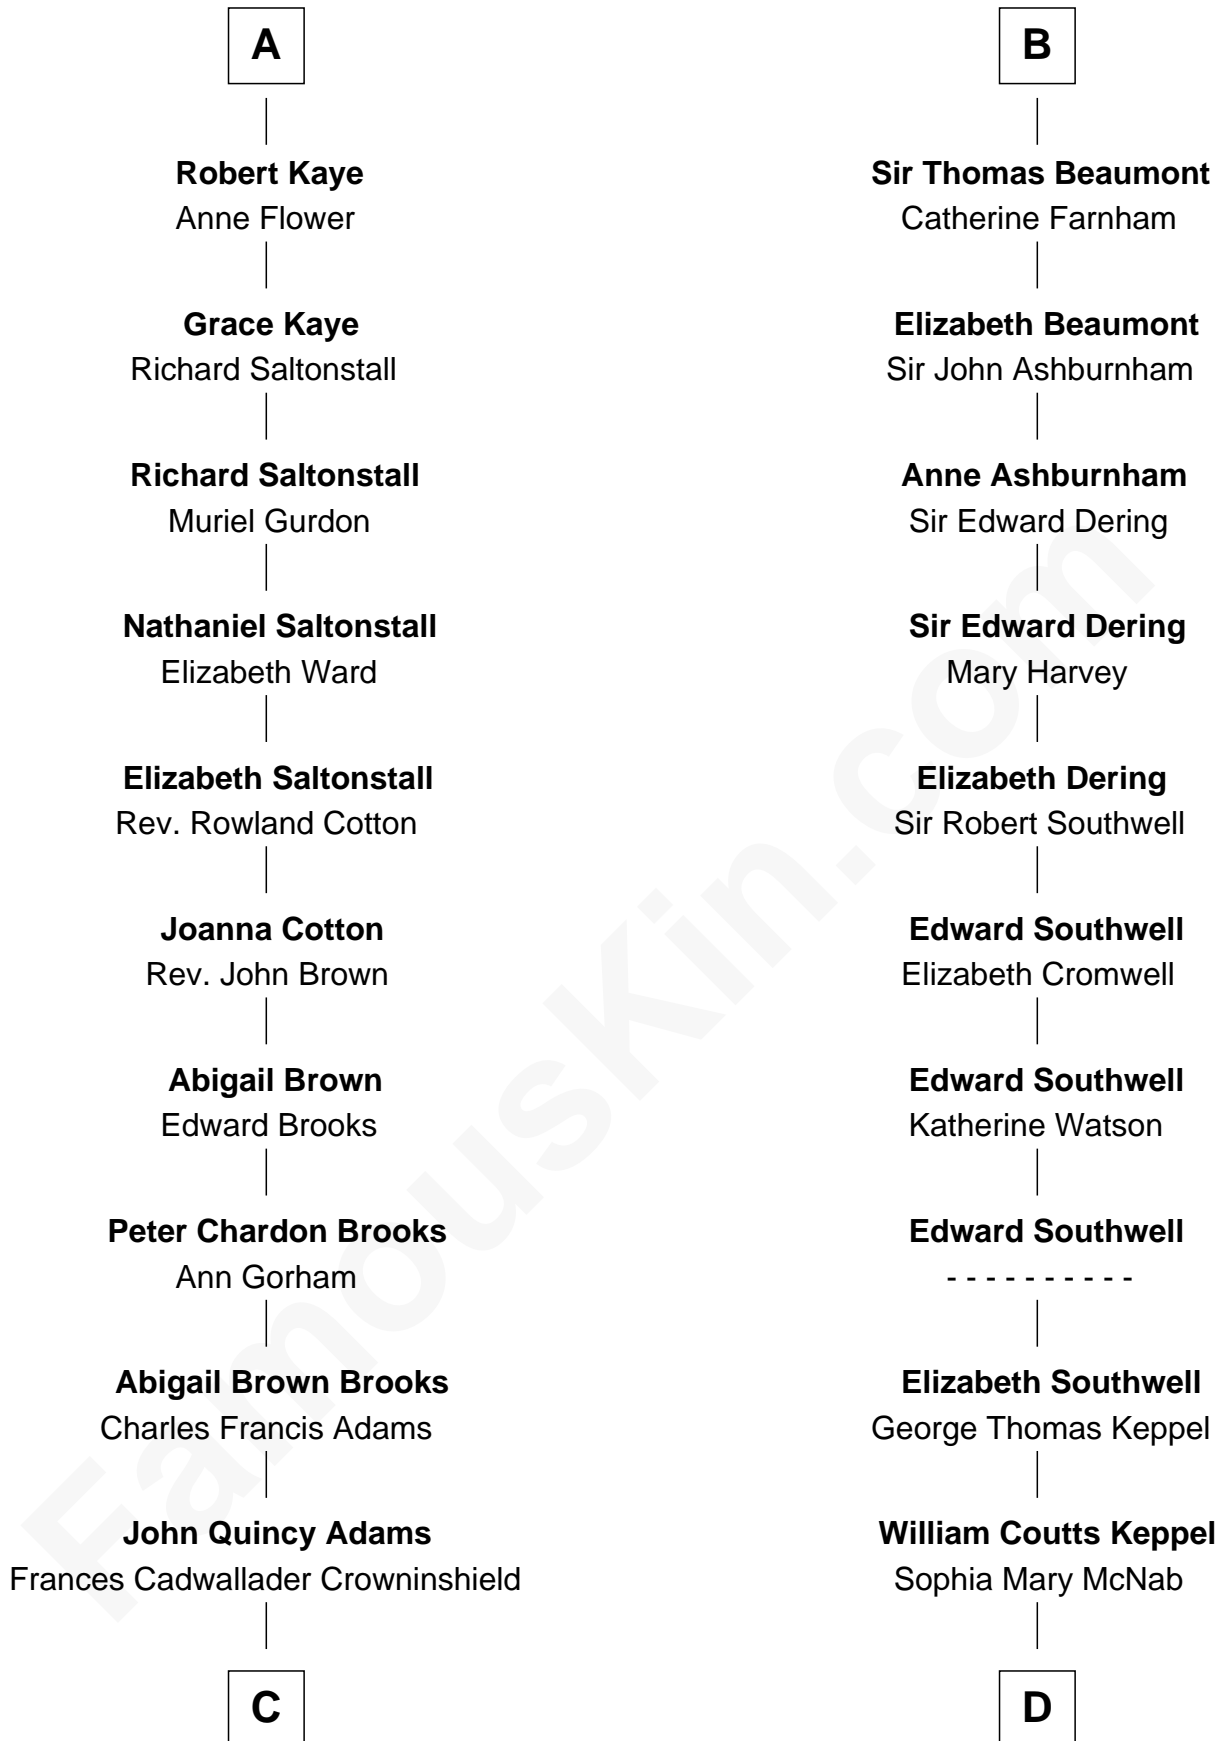 A
Robert Kaye
Anne Flower
Grace Kaye
Richard Saltonstall
Richard Saltonstall
Muriel Gurdon
Nathaniel Saltonstall
Elizabeth Ward
Elizabeth Saltonstall
Rev. Rowland Cotton
Joanna Cotton
Rev. John Brown
Abigail Brown
Edward Brooks
Peter Chardon Brooks
Ann Gorham
Abigail Brown Brooks
Charles Francis Adams
John Quincy Adams
Frances Cadwallader Crowninshield
C
B
Sir Thomas Beaumont
Catherine Farnham
Elizabeth Beaumont
Sir John Ashburnham
Anne Ashburnham
Sir Edward Dering
Sir Edward Dering
Mary Harvey
Elizabeth Dering
Sir Robert Southwell
Edward Southwell
Elizabeth Cromwell
Edward Southwell
Katherine Watson
Edward Southwell
- - - - - - - - - -
Elizabeth Southwell
George Thomas Keppel
William Coutts Keppel
Sophia Mary McNab
D
FamousKin.com